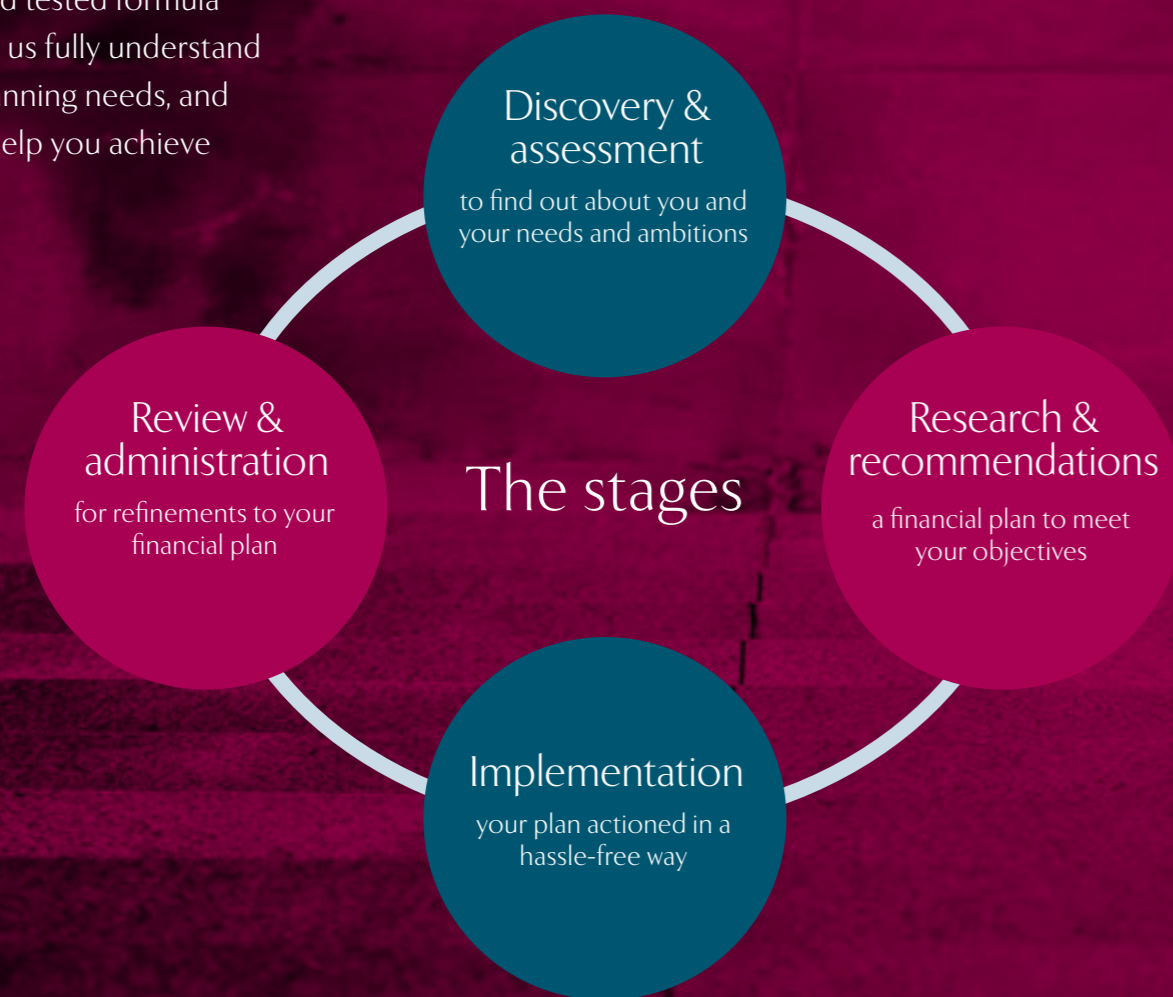 tested formula
us fully understand
needs, and
you achieve
Discovery &
assessment
to find out about you and
your needs and ambitions
Research &
recommendations
a financial plan to meet
your objectives
Implementation
your plan actioned in a
hassle-free way
Review &
administration
for refinements to your
financial plan
The stages